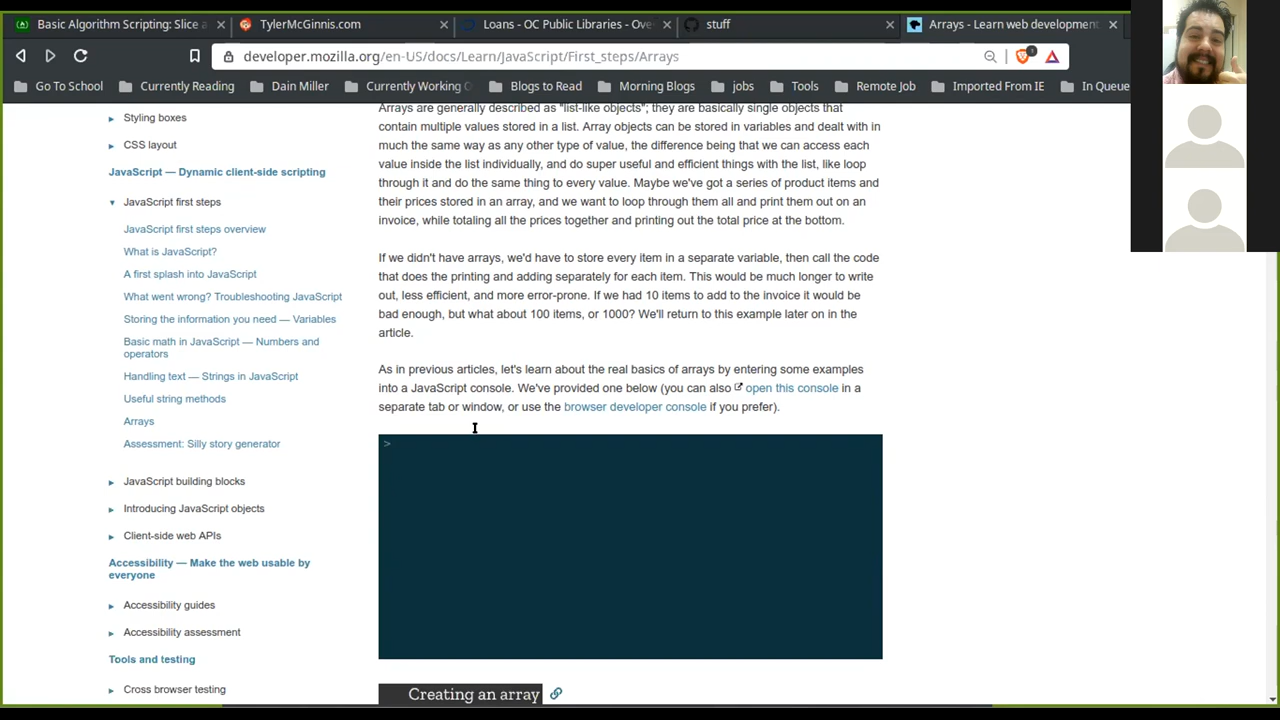 Basic Algorithm Scripting: Slice a
TylerMcGinnis.com
Loans - OC Public Libraries - Ove
stuff
Arrays - Learn web development
developer.mozilla.org/en-US/docs/Learn/JavaScript/First_steps/Arrays
1
Go To School
Currently Reading
Dain Miller
Currently Working O
Blogs to Read
Morning Blogs
jobs
Tools
Remote Job
Imported From IE
In Queue
Styling boxes
CSS layout
JavaScript — Dynamic client-side scripting
JavaScript first steps
JavaScript first steps overview
What is JavaScript?
A first splash into JavaScript
What went wrong? Troubleshooting JavaScript
Storing the information you need — Variables
Basic math in JavaScript — Numbers and
operators
Handling text — Strings in JavaScript
Useful string methods
Arrays
Assessment: Silly story generator
JavaScript building blocks
Introducing JavaScript objects
Client-side web APIs
Accessibility — Make the web usable by
everyone
Accessibility guides
Accessibility assessment
Tools and testing
Cross browser testing
Arrays are generally described as "list-like objects"; they are basically single objects that
contain multiple values stored in a list. Array objects can be stored in variables and dealt with in
much the same way as any other type of value, the difference being that we can access each
value inside the list individually, and do super useful and efficient things with the list, like loop
through it and do the same thing to every value. Maybe we've got a series of product items and
their prices stored in an array, and we want to loop through them all and print them out on an
invoice, while totaling all the prices together and printing out the total price at the bottom.
If we didn't have arrays, we'd have to store every item in a separate variable, then call the code
that does the printing and adding separately for each item. This would be much longer to write
out, less efficient, and more error-prone. If we had 10 items to add to the invoice it would be
bad enough, but what about 100 items, or 1000? We'll return to this example later on in the
article.
As in previous articles, let's learn about the real basics of arrays by entering some examples
into a JavaScript console. We've provided one below (you can also open this console in a
separate tab or window, or use the browser developer console if you prefer).
>
Creating an array